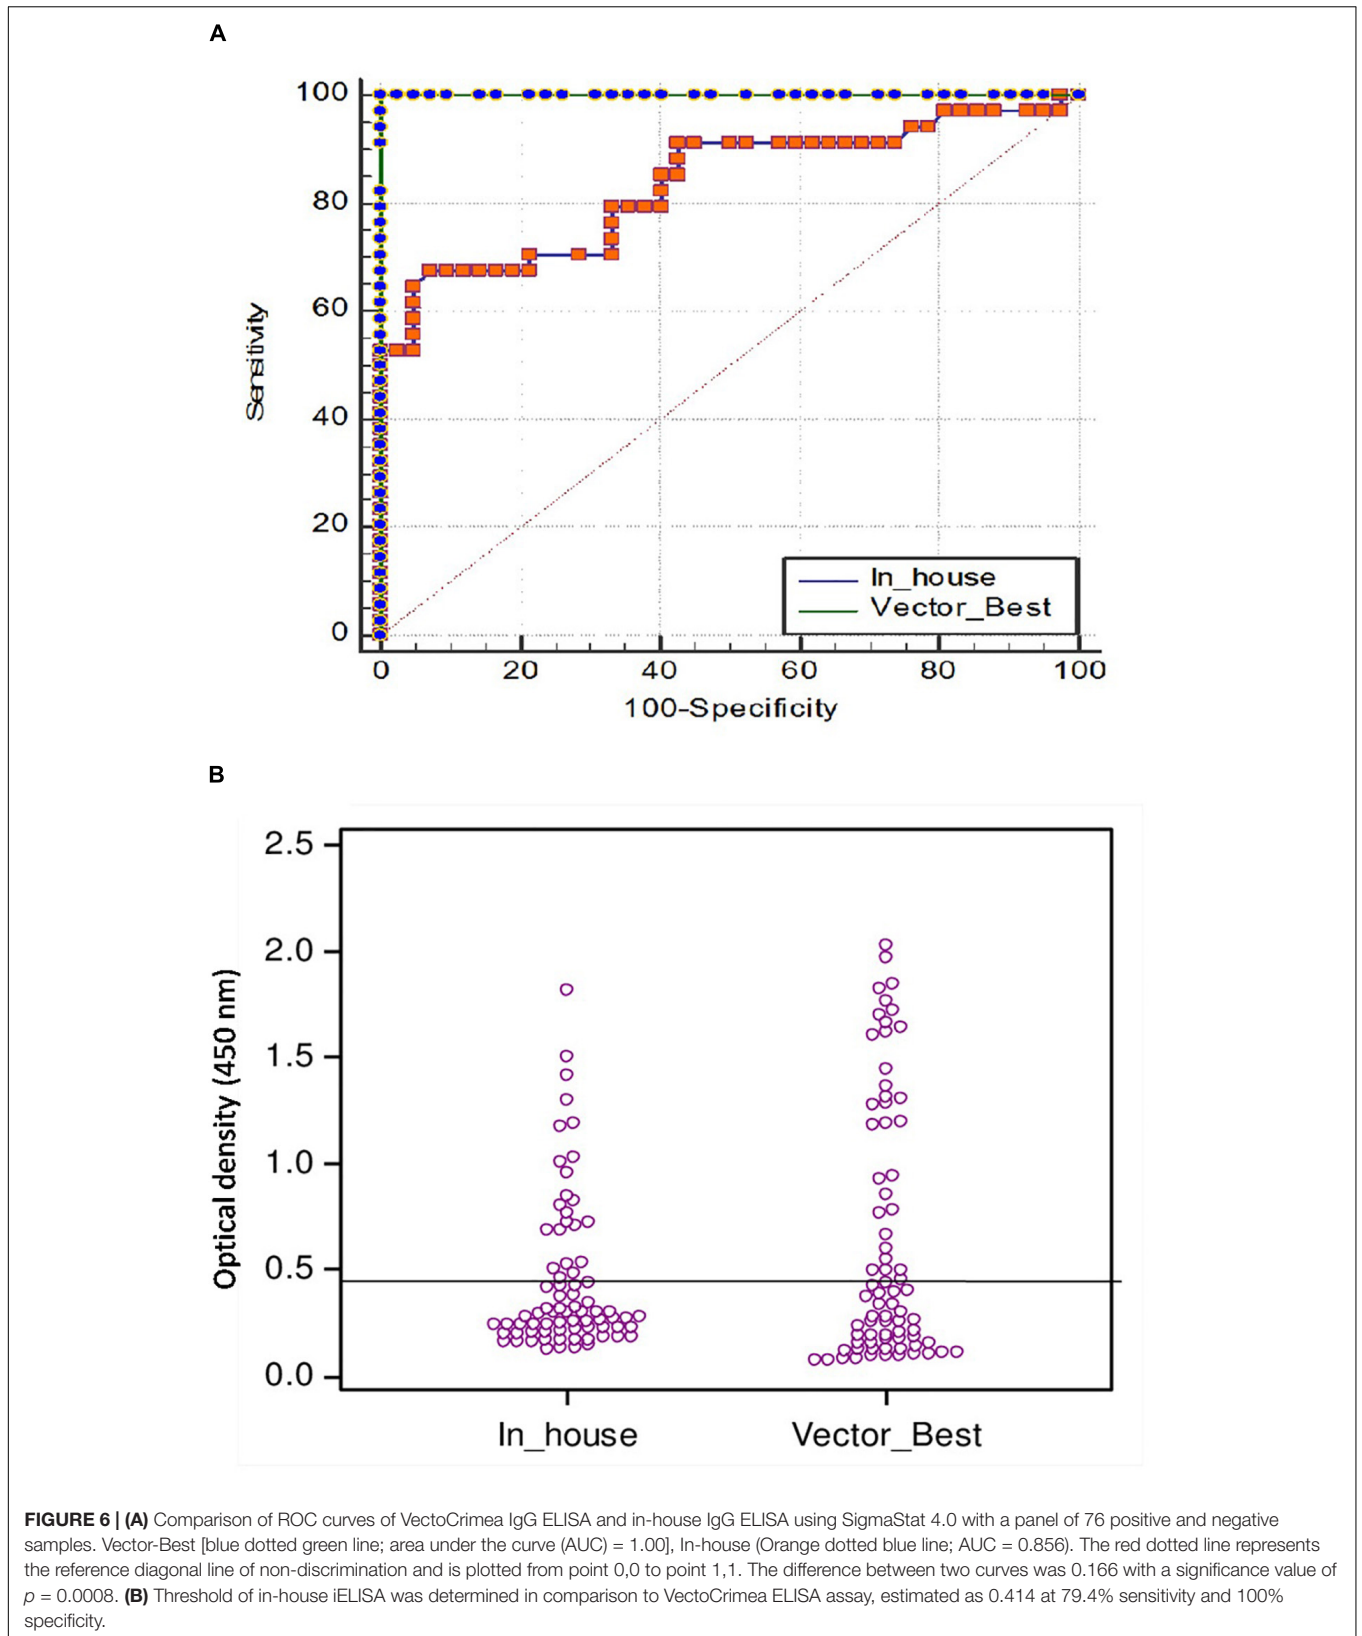 A
100
80
60
40
20
0
Sensitivity
In_house
Vector_Best
0 20 40 60 80 100
100-Specificity
B
2.5
2.0
1.5
1.0
0.5
0.0
Optical density (450 nm)
In_house Vector_Best
FIGURE 6 | (A) Comparison of ROC curves of VectoCrimea IgG ELISA and in-house IgG ELISA using SigmaStat 4.0 with a panel of 76 positive and negative
samples. Vector-Best [blue dotted green line; area under the curve (AUC) = 1.00], In-house (Orange dotted blue line; AUC = 0.856). The red dotted line represents
the reference diagonal line of non-discrimination and is plotted from point 0,0 to point 1,1. The difference between two curves was 0.166 with a significance value of
p = 0.0008. (B) Threshold of in-house iELISA was determined in comparison to VectoCrimea ELISA assay, estimated as 0.414 at 79.4% sensitivity and 100%
specificity.